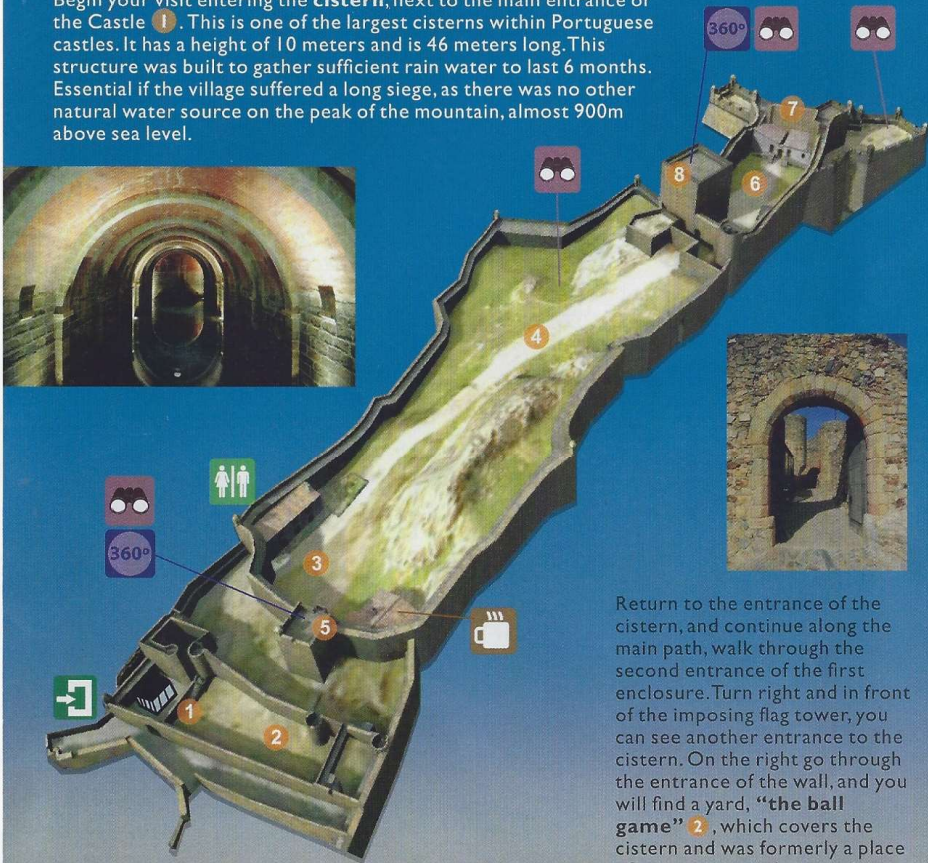 Begin your visit entering the cistern, next to the main entrance of
the Castle 1. This is one of the largest cisterns within Portuguese
castles. It has a height of 10 meters and is 46 meters long. This
structure was built to gather sufficient rain water to last 6 months.
Essential if the village suffered a long siege, as there was no other
natural water source on the peak of the mountain, almost 900m
above sea level.
360º
7
8
6
4
360º
3
5
1
2
Return to the entrance of the
cistern, and continue along the
main path, walk through the
second entrance of the first
enclosure. Turn right and in front
of the imposing flag tower, you
can see another entrance to the
cistern. On the right go through
the entrance of the wall, and you
will find a yard, “the ball
game” 2, which covers the
cistern and was formerly a place